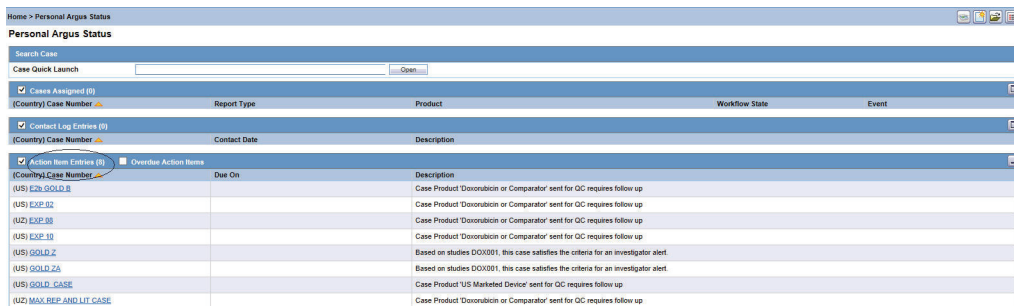 Home > Personal Argus Status
Personal Argus Status
Search Case
Case Quick Launch Open
Cases Assigned (0)
(Country) Case Number Report Type Product Workflow State Event
Contact Log Entries (0)
(Country) Case Number Contact Date Description
Action Item Entries (8) Overdue Action Items
(Country) Case Number Due On Description
(US) E2b GOLD B Case Product 'Doxorubicin or Comparator' sent for QC requires follow up
(US) EXP 02 Case Product 'Doxorubicin or Comparator' sent for QC requires follow up
(UZ) EXP 08 Case Product 'Doxorubicin or Comparator' sent for QC requires follow up
(US) EXP 10 Case Product 'Doxorubicin or Comparator' sent for QC requires follow up
(US) GOLD Z Based on studies DOX001, this case satisfies the criteria for an investigator alert.
(US) GOLD ZA Based on studies DOX001, this case satisfies the criteria for an investigator alert.
(US) GOLD CASE Case Product 'US Marketed Device' sent for QC requires follow up
(UZ) MAX REP AND LIT CASE Case Product 'Doxorubicin or Comparator' sent for QC requires follow up